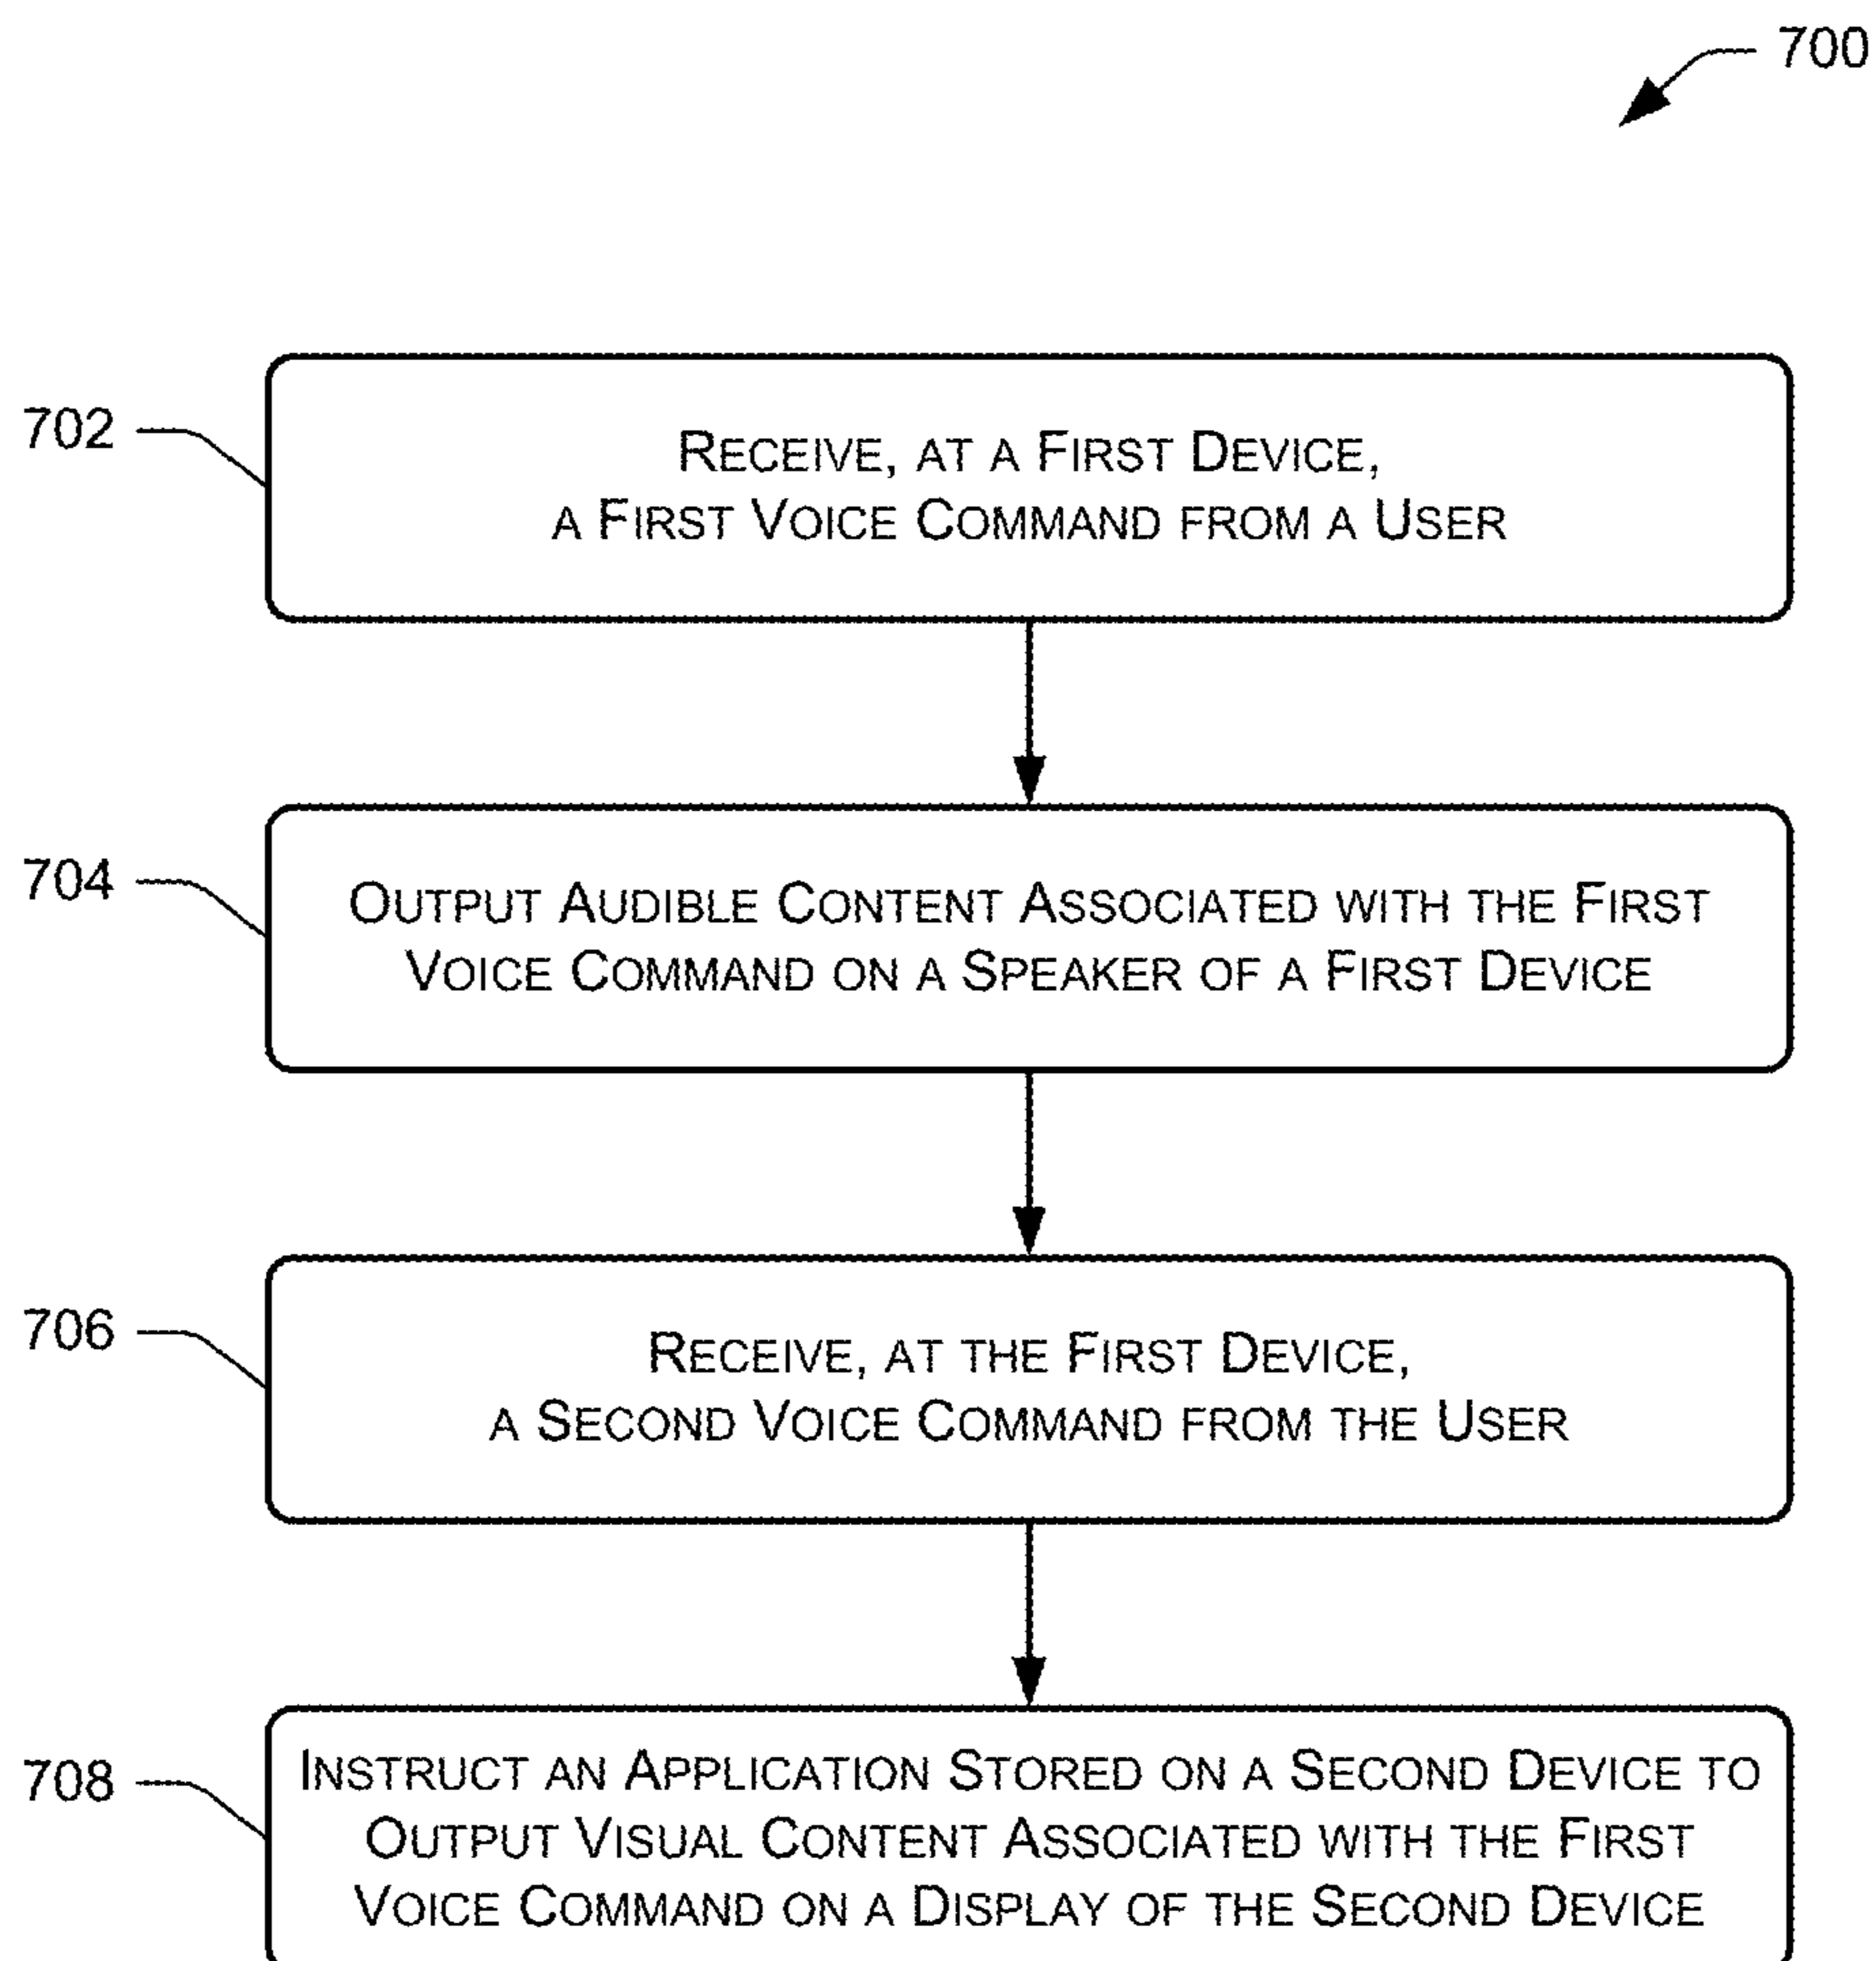 700
702
RECEIVE, AT A FIRST DEVICE,
A FIRST VOICE COMMAND FROM A USER
704
OUTPUT AUDIBLE CONTENT ASSOCIATED WITH THE FIRST
VOICE COMMAND ON A SPEAKER OF A FIRST DEVICE
706
RECEIVE, AT THE FIRST DEVICE,
A SECOND VOICE COMMAND FROM THE USER
708
INSTRUCT AN APPLICATION STORED ON A SECOND DEVICE TO
OUTPUT VISUAL CONTENT ASSOCIATED WITH THE FIRST
VOICE COMMAND ON A DISPLAY OF THE SECOND DEVICE